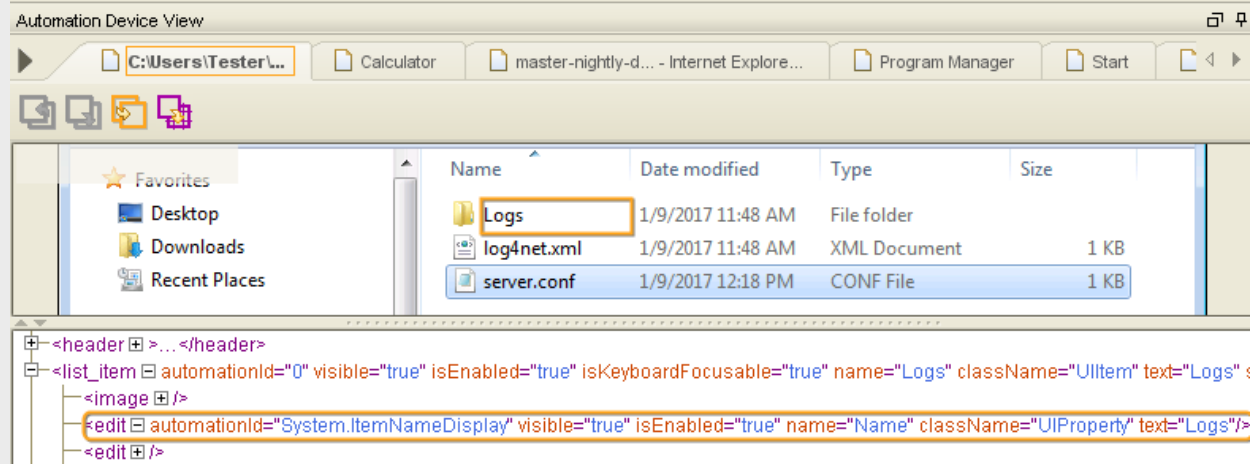 Automation Device View
C:\Users\Tester\... Calculator master-nightly-d... - Internet Explore... Program Manager Start
Favorites Name Date modified Type Size
Desktop Logs 1/9/2017 11:48 AM File folder
Downloads log4net.xml 1/9/2017 11:48 AM XML Document 1 KB
Recent Places server.conf 1/9/2017 12:18 PM CONF File 1 KB
<header >...</header>
<list_item automationId="0" visible="true" isEnabled="true" isKeyboardFocusable="true" name="Logs" className="UIItem" text="Logs" s
<image />
<edit automationId="System.ItemNameDisplay" visible="true" isEnabled="true" name="Name" className="UIProperty" text="Logs"/>
<edit />